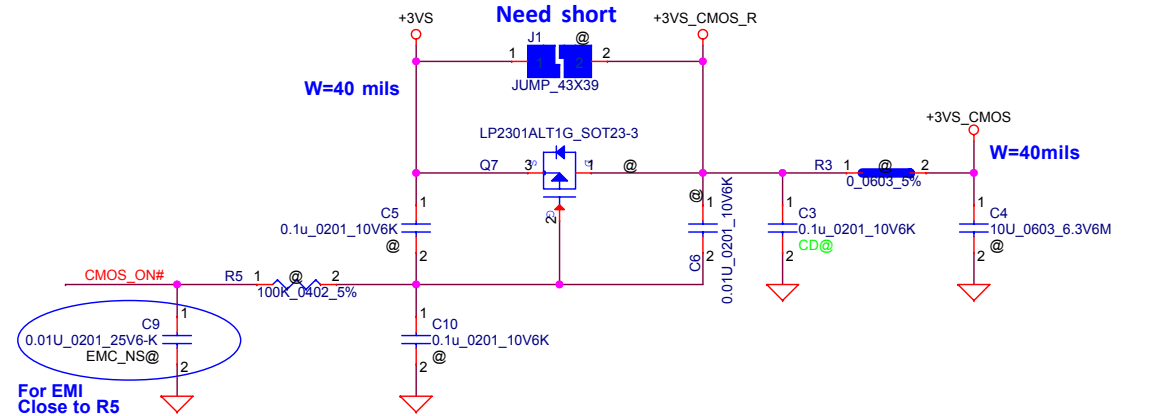 Need short
+3VS
+3VS_CMOS_R
J1
@
1
2
1
2
JUMP_43X39
W=40 mils
+3VS_CMOS
W=40mils
LP2301ALT1G_SOT23-3
Q7
3
S
1
@
2
R3
1
@
2
0_0603_5%
C5
1
0.1u_0201_10V6K
@
2
@
1
C6
2
0.01U_0201_10V6K
1
C3
0.1u_0201_10V6K
CD@
2
1
C4
10U_0603_6.3V6M
@
2
CMOS_ON#
R5
1
@
2
100K_0402_5%
1
C9
0.01U_0201_25V6-K
EMC_NS@
2
1
C10
0.1u_0201_10V6K
@
2
For EMI
Close to R5